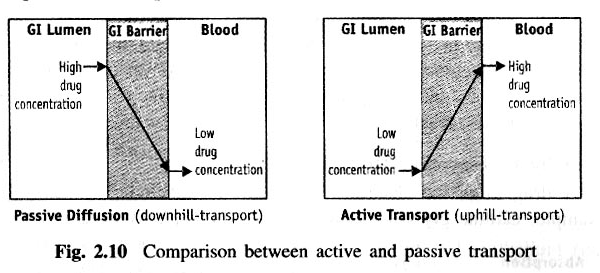 GI Lumen GI Barrier Blood
High
drug
concentration
Low
drug
concentration
Passive Diffusion (downhill-transport)
GI Lumen GI Barrier Blood
High
drug
concentration
Low
drug
concentration
Active Transport (uphill-transport)
Fig. 2.10 Comparison between active and passive transport